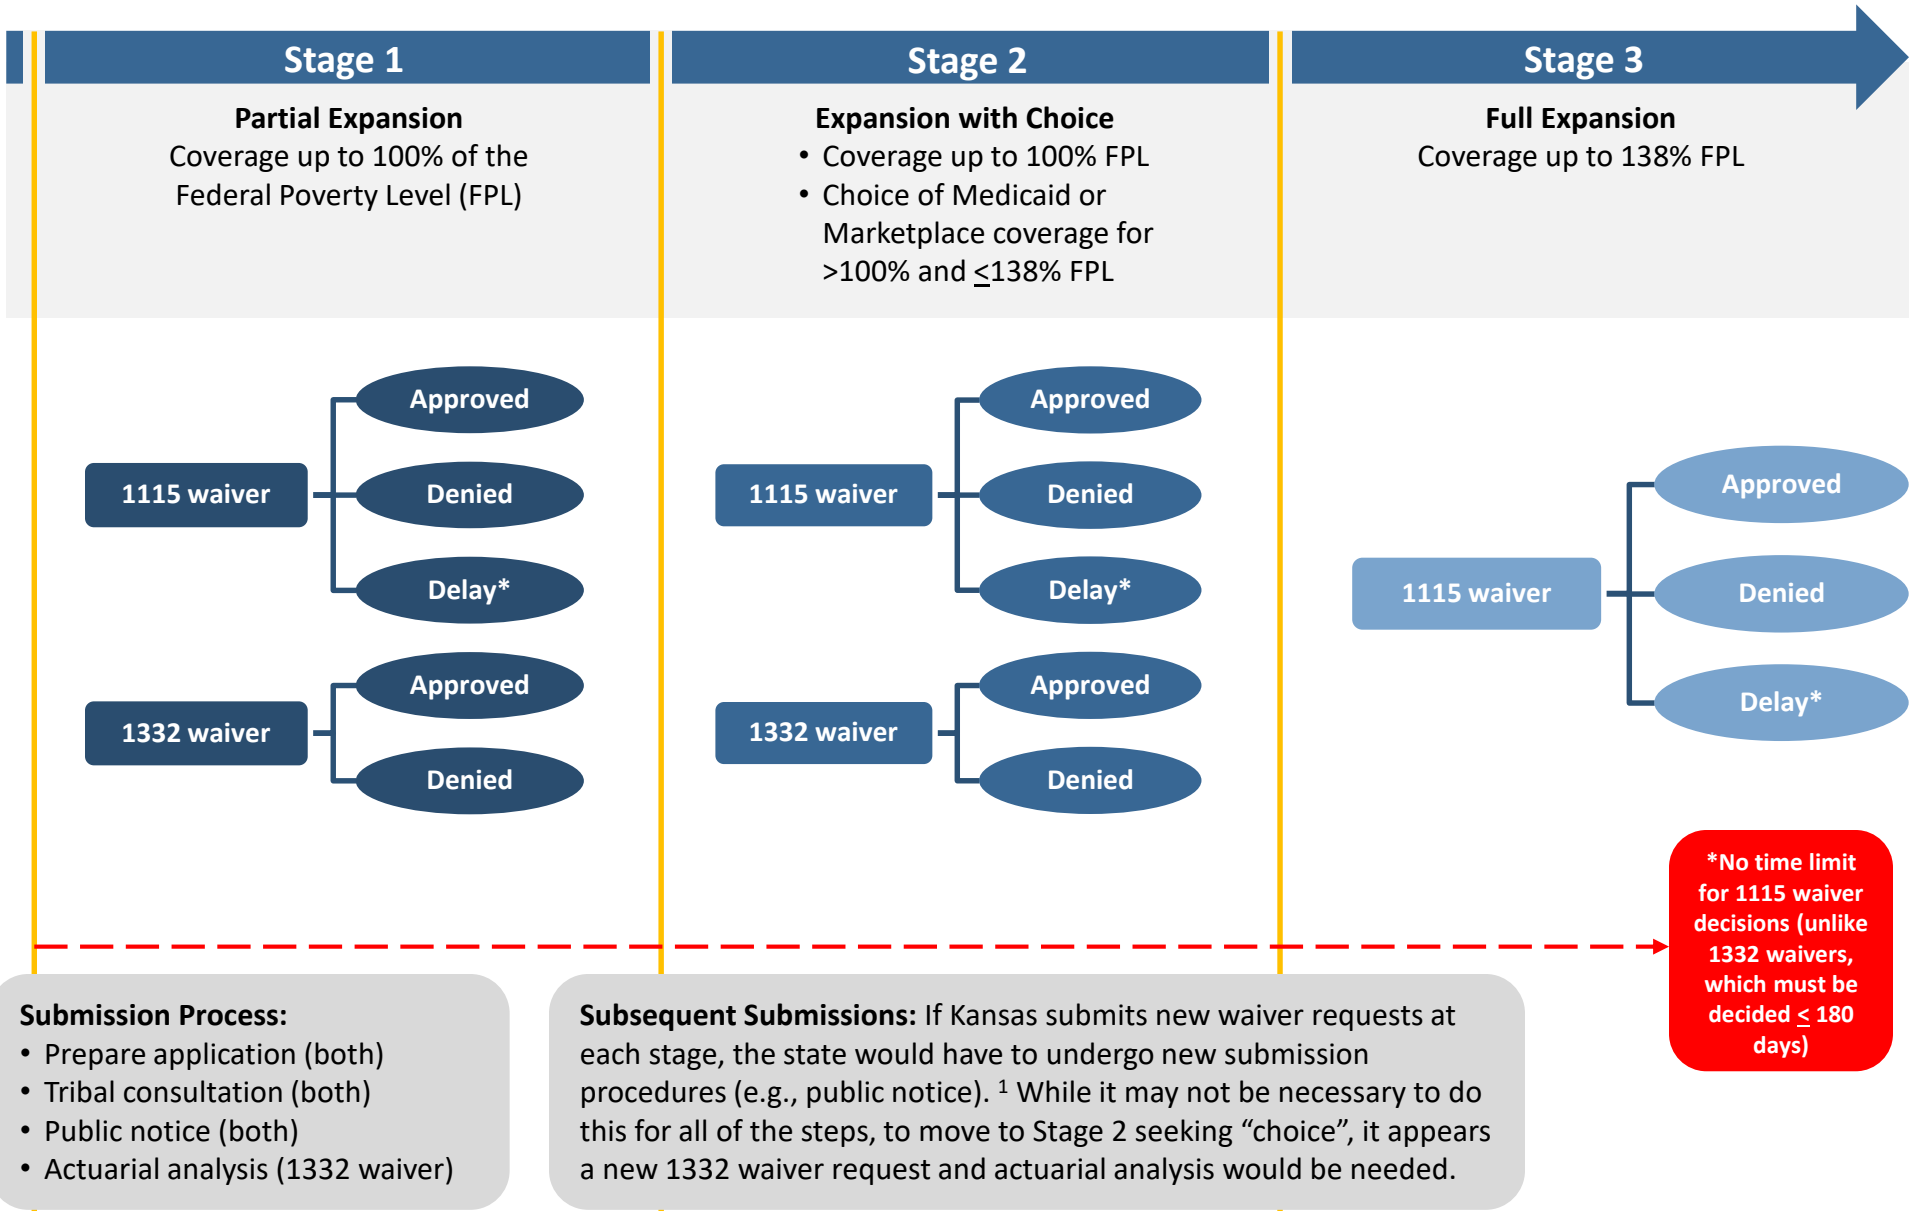 Stage 1
Stage 2
Stage 3
Partial Expansion
Coverage up to 100% of the
Federal Poverty Level (FPL)
Expansion with Choice
• Coverage up to 100% FPL
• Choice of Medicaid or
Marketplace coverage for
>100% and ≤138% FPL
Full Expansion
Coverage up to 138% FPL
1115 waiver
Approved
Denied
Delay*
1332 waiver
Approved
Denied
1115 waiver
Approved
Denied
Delay*
1332 waiver
Approved
Denied
1115 waiver
Approved
Denied
Delay*
*No time limit
for 1115 waiver
decisions (unlike
1332 waivers,
which must be
decided ≤ 180
days)
Submission Process:
• Prepare application (both)
• Tribal consultation (both)
• Public notice (both)
• Actuarial analysis (1332 waiver)
Subsequent Submissions: If Kansas submits new waiver requests at
each stage, the state would have to undergo new submission
procedures (e.g., public notice). ¹ While it may not be necessary to do
this for all of the steps, to move to Stage 2 seeking “choice”, it appears
a new 1332 waiver request and actuarial analysis would be needed.